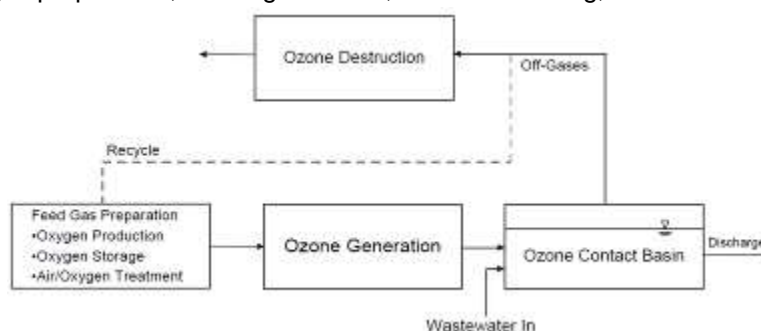 Ozone Destruction
Off-Gases
Recycle
Feed Gas Preparation
•Oxygen Production
•Oxygen Storage
•Air/Oxygen Treatment
Ozone Generation
Ozone Contact Basin
Discharge
Wastewater In